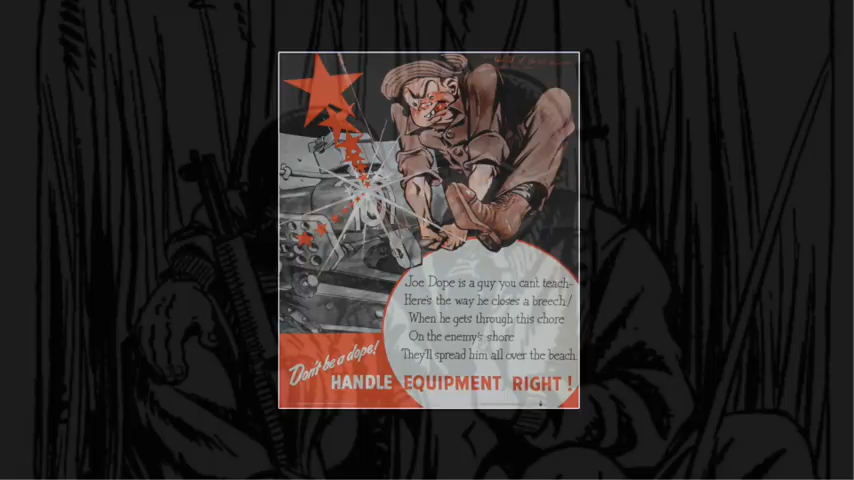 Joe Dope is a guy you cant teach-
Here's the way he closes a breech!
When he gets through this chore
On the enemy's shore
They'll spread him all over the beach.
Don't be a dope!
HANDLE EQUIPMENT RIGHT!